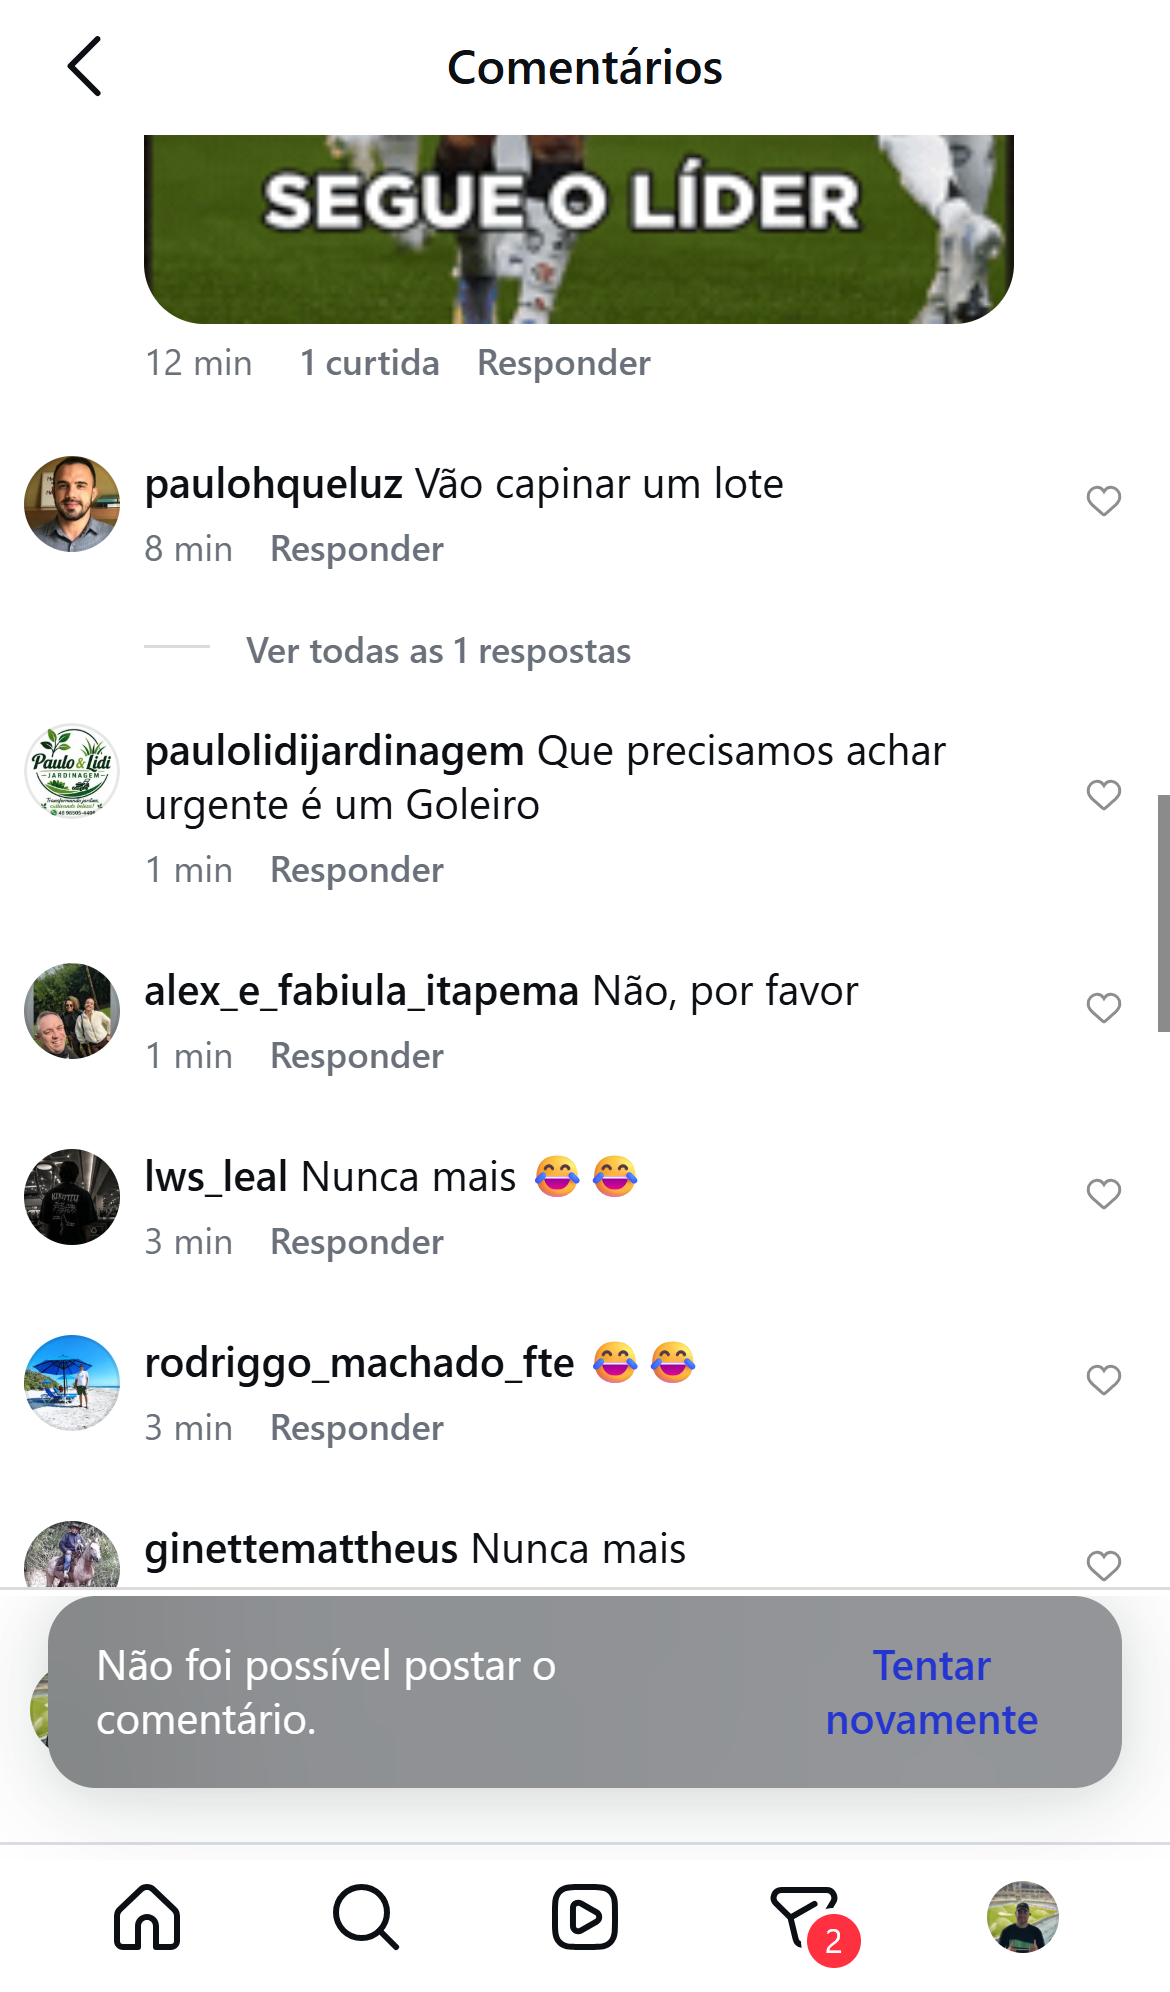 Comentários
SEGUE O LÍDER
12 min 1 curtida Responder
paulohqueluz Vão capinar um lote
8 min Responder
Ver todas as 1 respostas
Paulo & Lidi
JARDINAGEM
paulolidijardinagem Que precisamos achar
urgente é um Goleiro
1 min Responder
alex_e_fabiula_itapema Não, por favor
1 min Responder
lws_leal Nunca mais 😂😂
3 min Responder
rodriggo_machado_fte 😂😂
3 min Responder
ginettemattheus Nunca mais
Não foi possível postar o
comentário.
Tentar
novamente
2